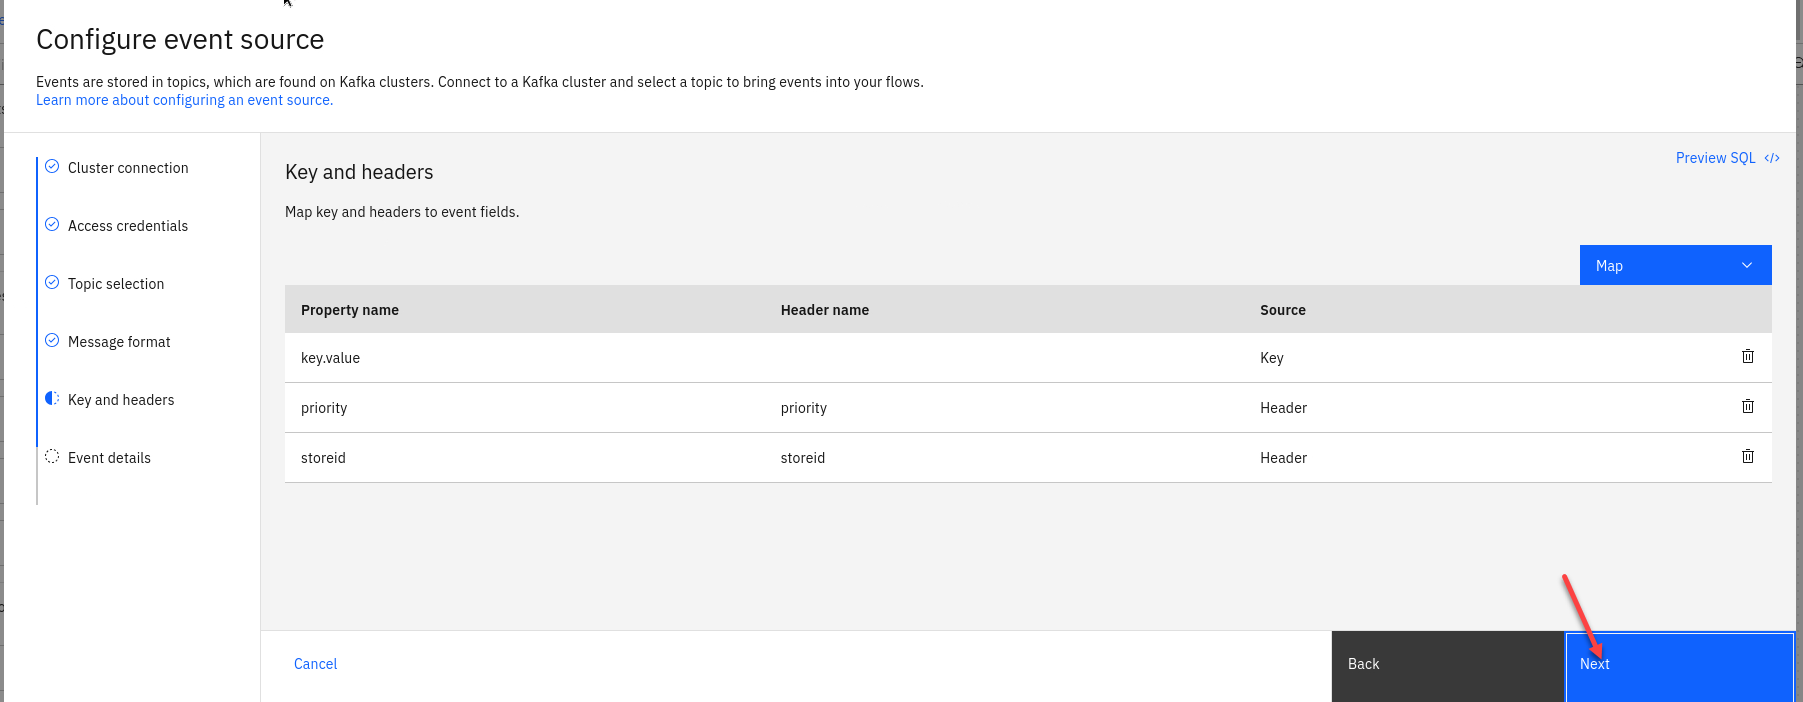 Configure event source
Events are stored in topics, which are found on Kafka clusters. Connect to a Kafka cluster and select a topic to bring events into your flows.
Learn more about configuring an event source.
Cluster connection
Access credentials
Topic selection
Message format
Key and headers
Event details
Key and headers
Preview SQL </>
Map key and headers to event fields.
Map
Property name Header name Source
key.value Key
priority priority Header
storeid storeid Header
Cancel
Back
Next